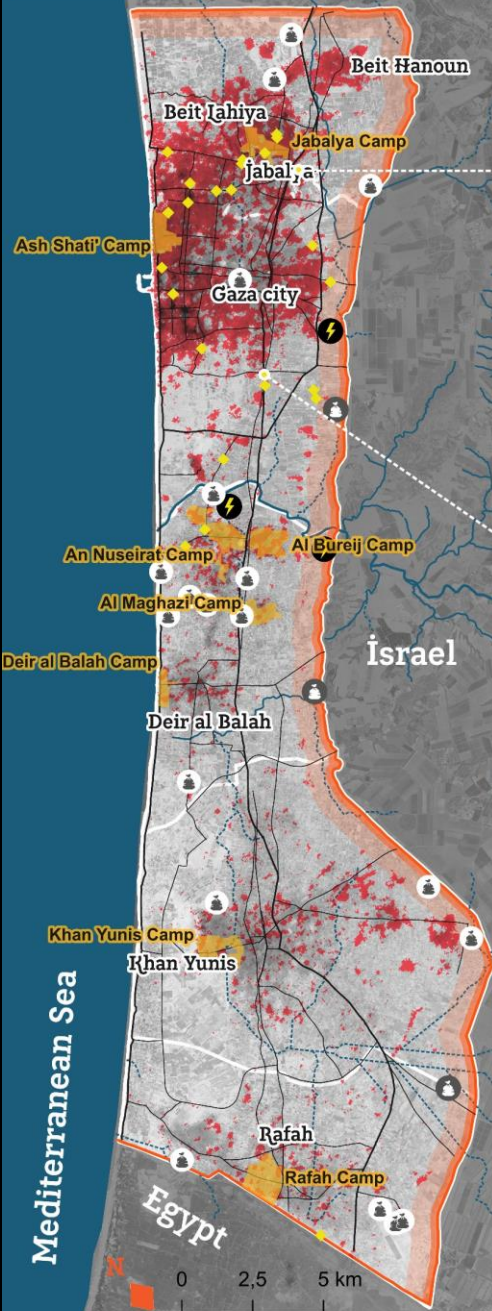 Beit Hanoun
Beit Lahiya
Jabalya Camp
Jabalya
Ash Shati' Camp
Gaza city
An Nuseirat Camp
Al Bureij Camp
Al Maghazi Camp
İsrael
Deir al Balah Camp
Deir al Balah
Khan Yunis Camp
Khan Yunis
Mediterranean Sea
Rafah
Rafah Camp
Egypt
N
0 2,5 5 km